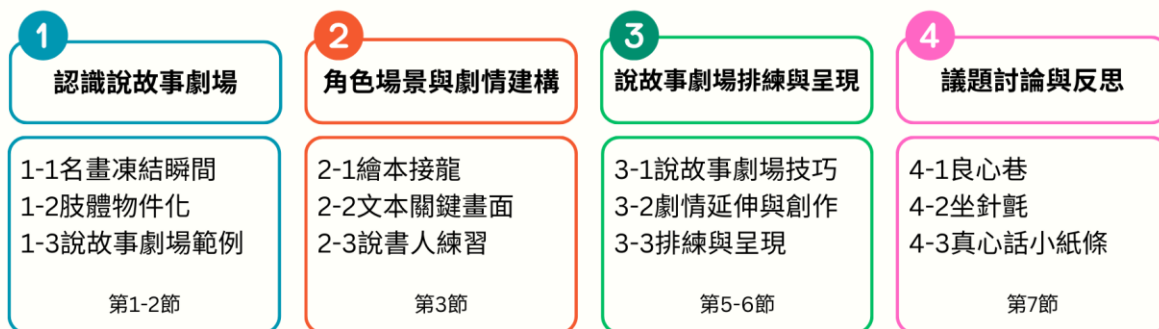 1
認識說故事劇場
1-1名畫凍結瞬間
1-2肢體物件化
1-3說故事劇場範例
第1-2節
2
角色場景與劇情建構
2-1繪本接龍
2-2文本關鍵畫面
2-3說書人練習
第3節
3
說故事劇場排練與呈現
3-1說故事劇場技巧
3-2劇情延伸與創作
3-3排練與呈現
第5-6節
4
議題討論與反思
4-1良心巷
4-2坐針氈
4-3真心話小紙條
第7節